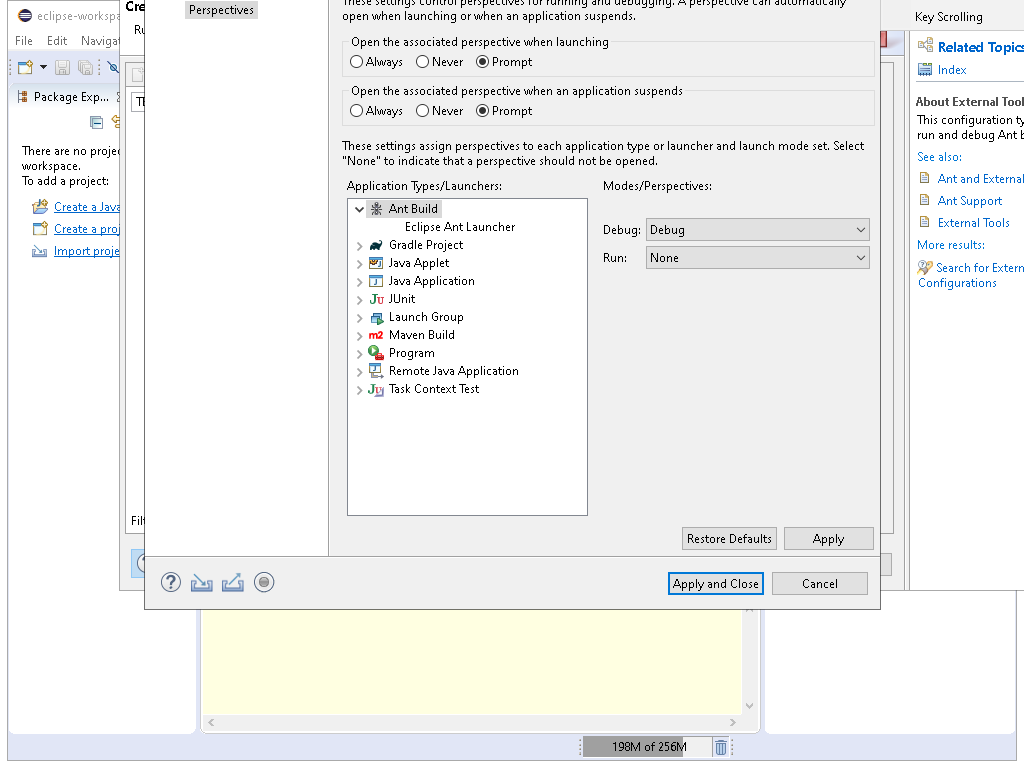 eclipse-workspa
File Edit Navigat
Package Exp...
There are no proje
workspace.
To add a project:
Create a Java
Create a proj
Import proje
Cre
Ru
Filt
Perspectives
These settings control perspectives for running and debugging. A perspective can automatically
open when launching or when an application suspends.
Open the associated perspective when launching
Always Never Prompt
Open the associated perspective when an application suspends
Always Never Prompt
These settings assign perspectives to each application type or launcher and launch mode set. Select
"None" to indicate that a perspective should not be opened.
Application Types/Launchers:
Ant Build
Eclipse Ant Launcher
Gradle Project
Java Applet
Java Application
JUnit
Launch Group
Maven Build
Program
Remote Java Application
Task Context Test
Modes/Perspectives:
Debug: Debug
Run: None
Restore Defaults Apply
Apply and Close Cancel
Key Scrolling
Related Topics
Index
About External Tool
This configuration ty
run and debug Ant b
See also:
Ant and External
Ant Support
External Tools
More results:
Search for Extern
Configurations
198M of 256M